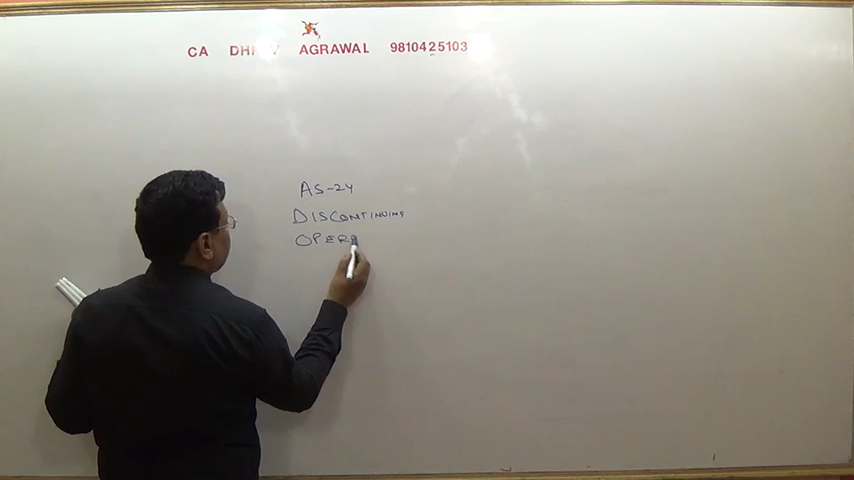 CA DHRUV AGRAWAL 9810425103
AS-24
DISCONTINUING
OPERA